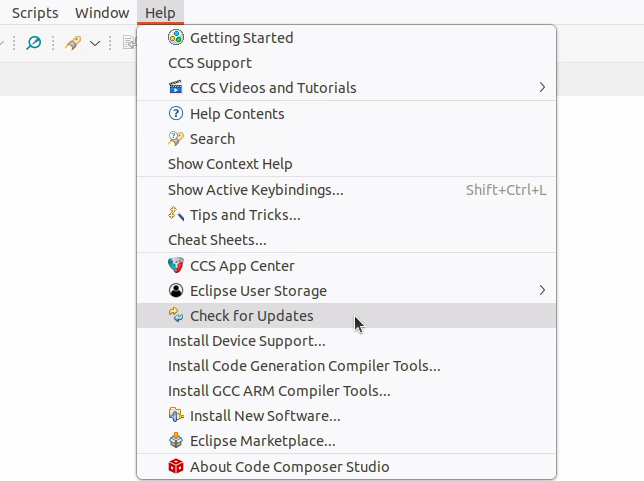 Scripts Window Help
Getting Started
CCS Support
CCS Videos and Tutorials
Help Contents
Search
Show Context Help
Show Active Keybindings... Shift+Ctrl+L
Tips and Tricks...
Cheat Sheets...
CCS App Center
Eclipse User Storage
Check for Updates
Install Device Support...
Install Code Generation Compiler Tools...
Install GCC ARM Compiler Tools...
Install New Software...
Eclipse Marketplace...
About Code Composer Studio